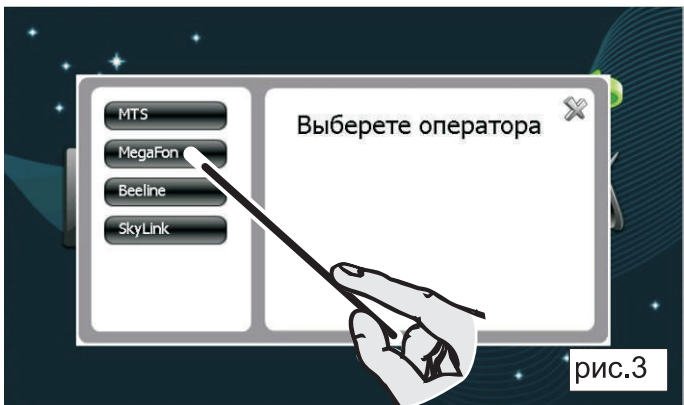 MTS
MegaFon
Beeline
SkyLink
Выберете оператора
рис.3